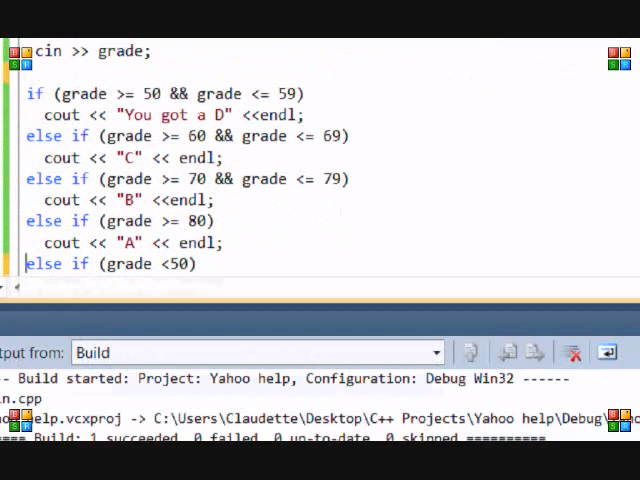 cin >> grade;
if (grade >= 50 && grade <= 59)
cout << "You got a D" <<endl;
else if (grade >= 60 && grade <= 69)
cout << "C" << endl;
else if (grade >= 70 && grade <= 79)
cout << "B" <<endl;
else if (grade >= 80)
cout << "A" << endl;
else if (grade <50)
tput from: Build
-- Build started: Project: Yahoo help, Configuration: Debug Win32 ------
in.cpp
help.vcxproj -> C:\Users\Claudette\Desktop\C++ Projects\Yahoo help\Debug\
==== Build: 1 succeeded, 0 failed, 0 up-to-date, 0 skipped ==========